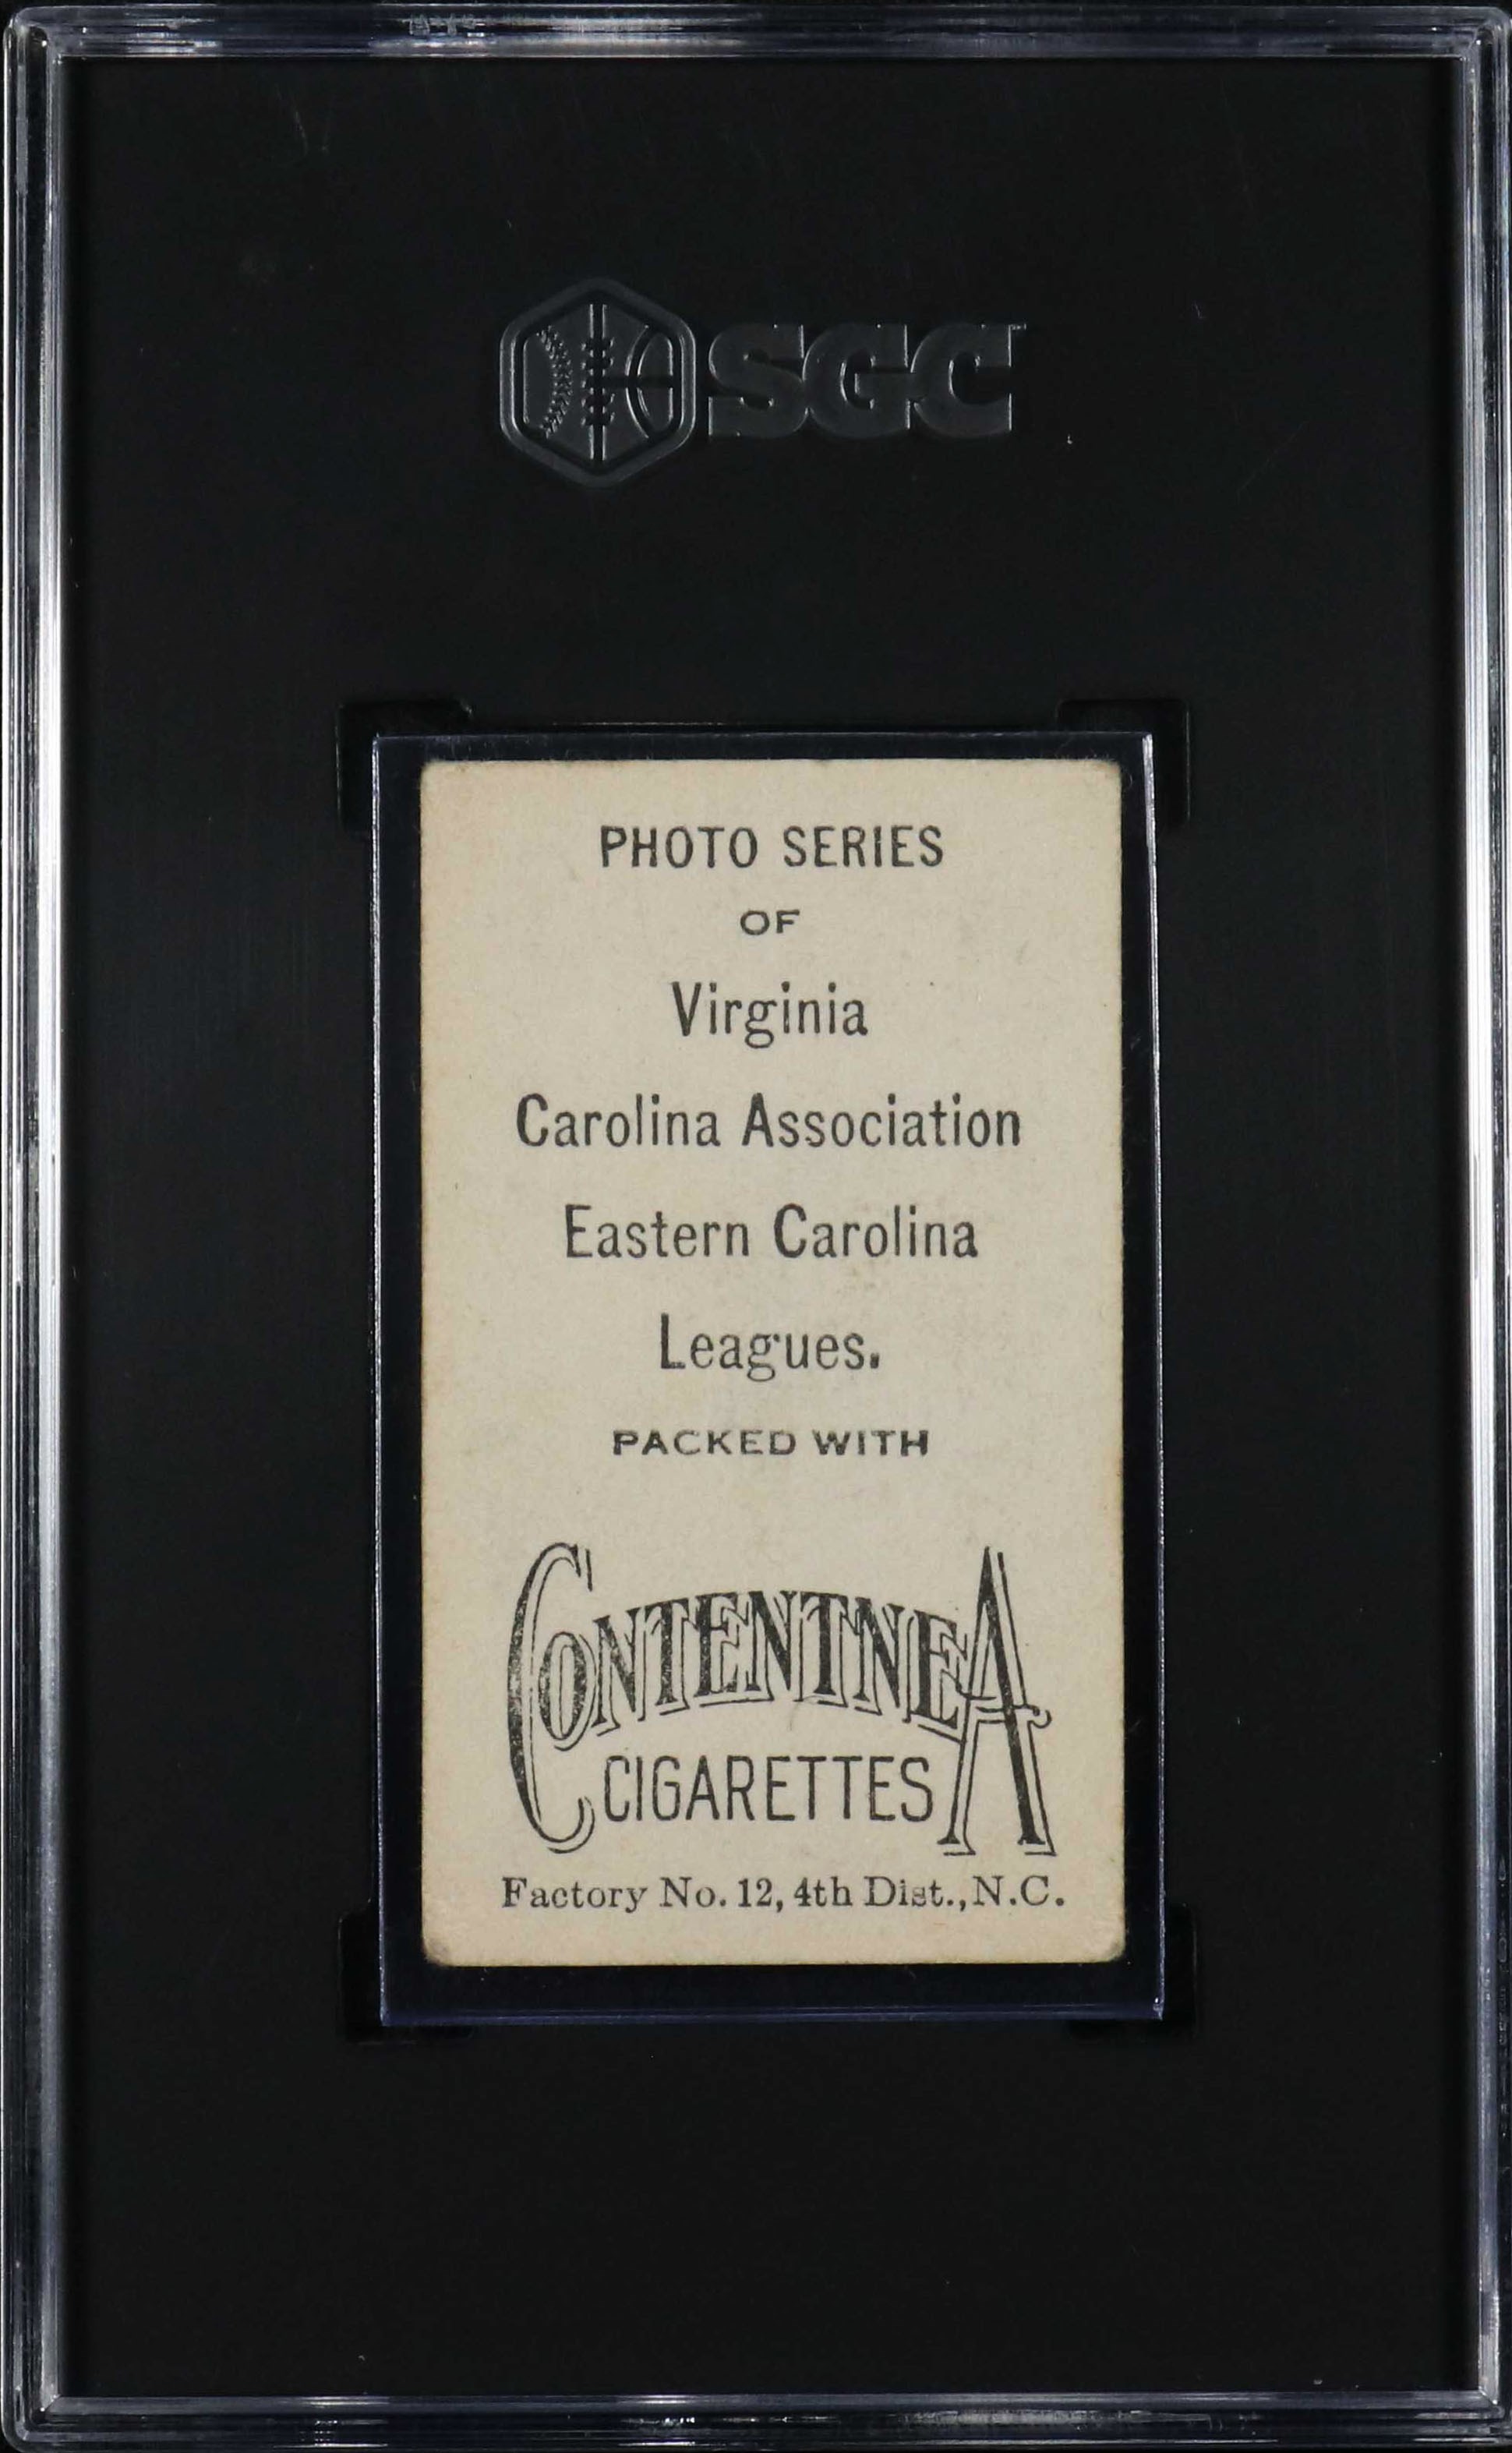 SGC
PHOTO SERIES
OF
Virginia
Carolina Association
Eastern Carolina
Leagues.
PACKED WITH
CONTENTNEA
CIGARETTES
Factory No. 12, 4th Dist., N.C.